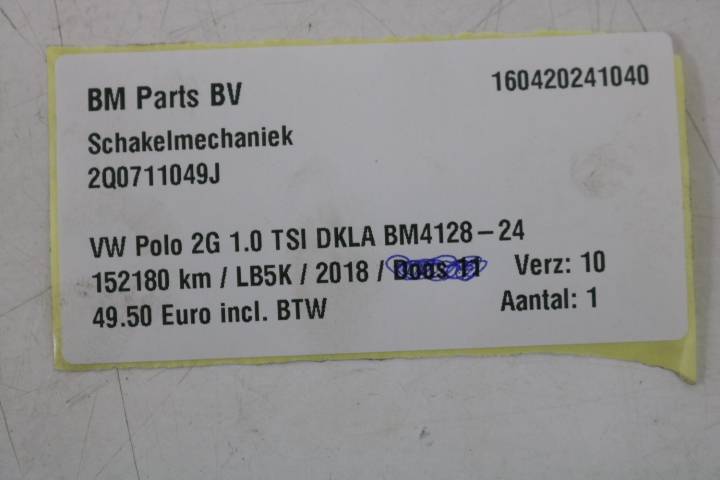 BM Parts BV 160420241040
Schakelmechaniek
2Q0711049J
VW Polo 2G 1.0 TSI DKLA BM4128-24
152180 km / LB5K / 2018 / Doos 11 Verz: 10
49.50 Euro incl. BTW Aantal: 1